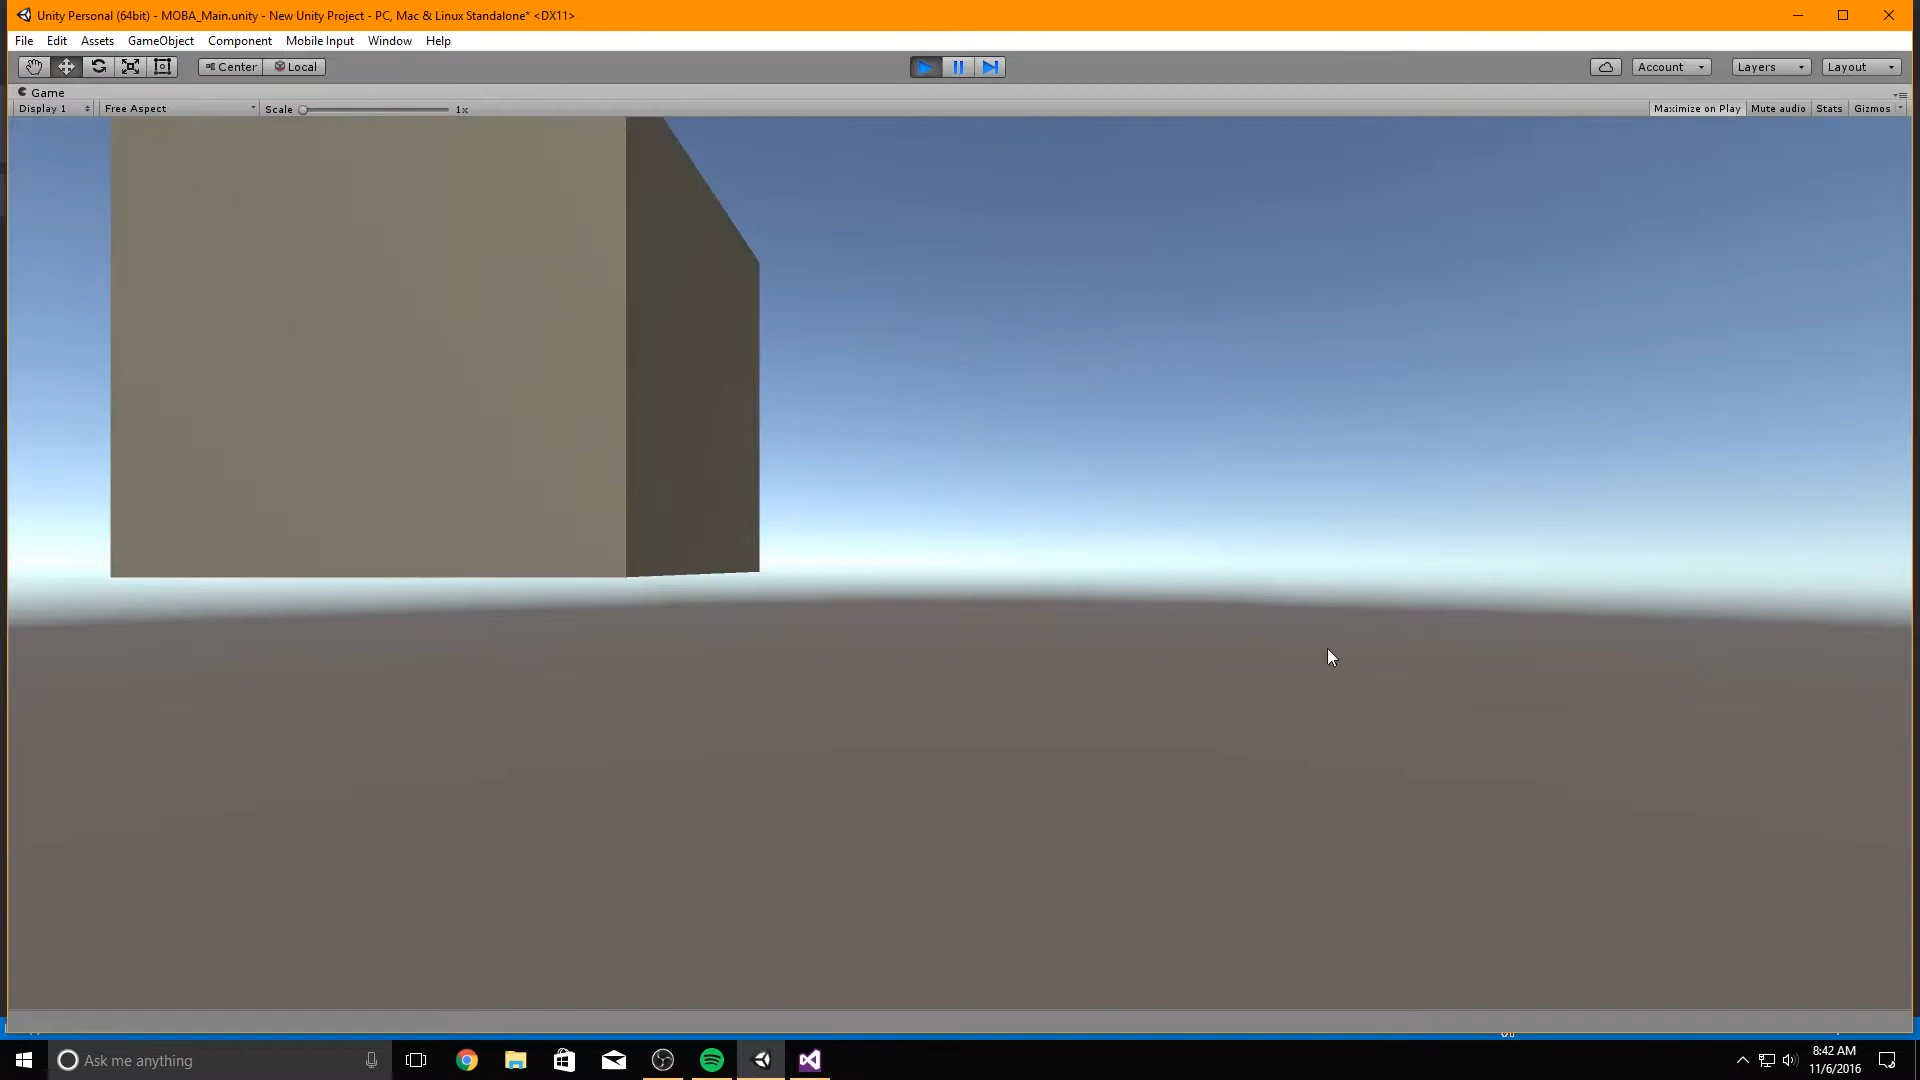 Unity Personal (64bit) - MOBA_Main.unity - New Unity Project - PC, Mac & Linux Standalone* <DX11>
File Edit Assets GameObject Component Mobile Input Window Help
Center Local Account Layers Layout
Game
Display 1 Free Aspect Scale 1x Maximize on Play Mute audio Stats Gizmos
Ask me anything
8:42 AM
11/6/2016